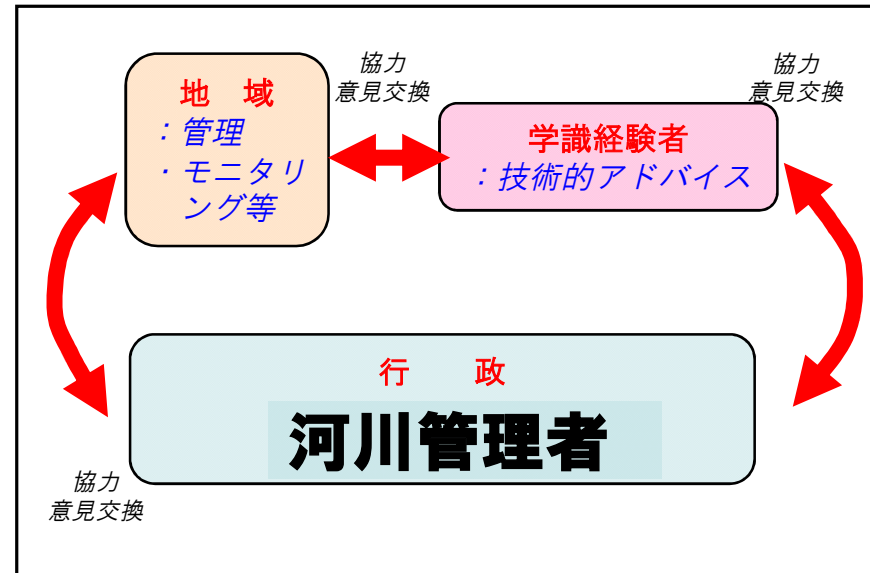 地　域
：管理
・モニタリ
ング等
協力
意見交換
学識経験者
：技術的アドバイス
協力
意見交換
行　　政
河川管理者
協力
意見交換